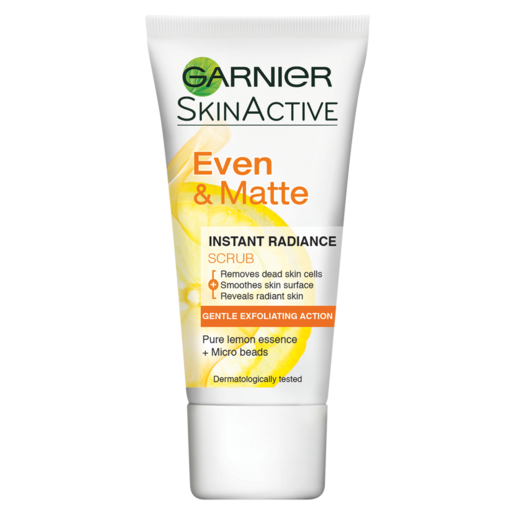 GARNIER
SKINACTIVE
Even
& Matte
INSTANT RADIANCE
SCRUB
Removes dead skin cells
+ Smoothes skin surface
Reveals radiant skin
GENTLE EXFOLIATING ACTION
Pure lemon essence
+ Micro beads
Dermatologically tested